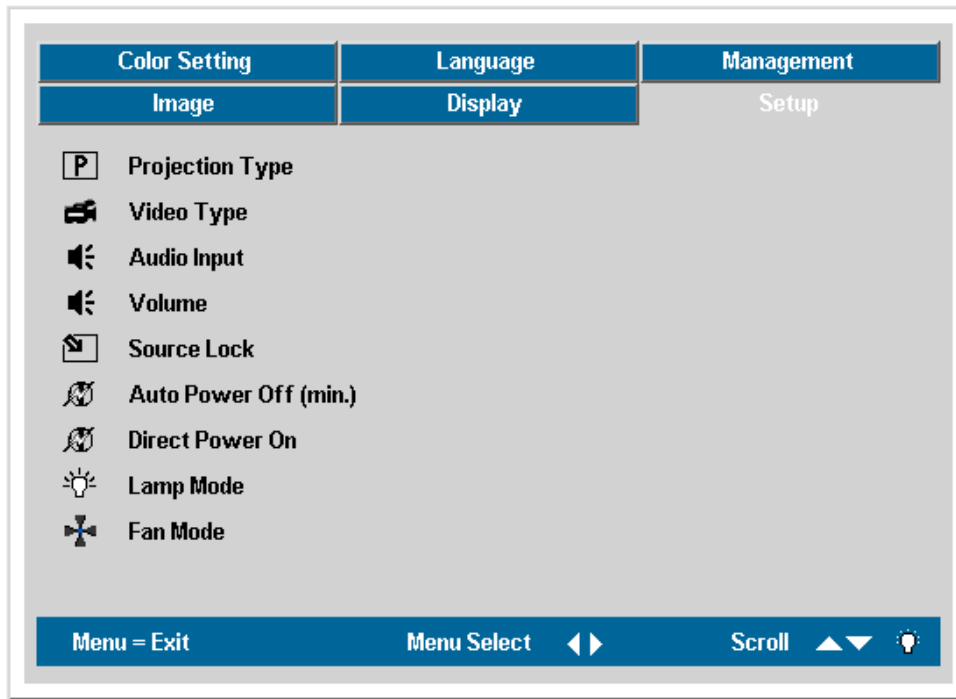 Color Setting Language Management
Image Display Setup
P Projection Type
Video Type
Audio Input
Volume
Source Lock
Auto Power Off (min.)
Direct Power On
Lamp Mode
Fan Mode
Menu = Exit Menu Select Scroll